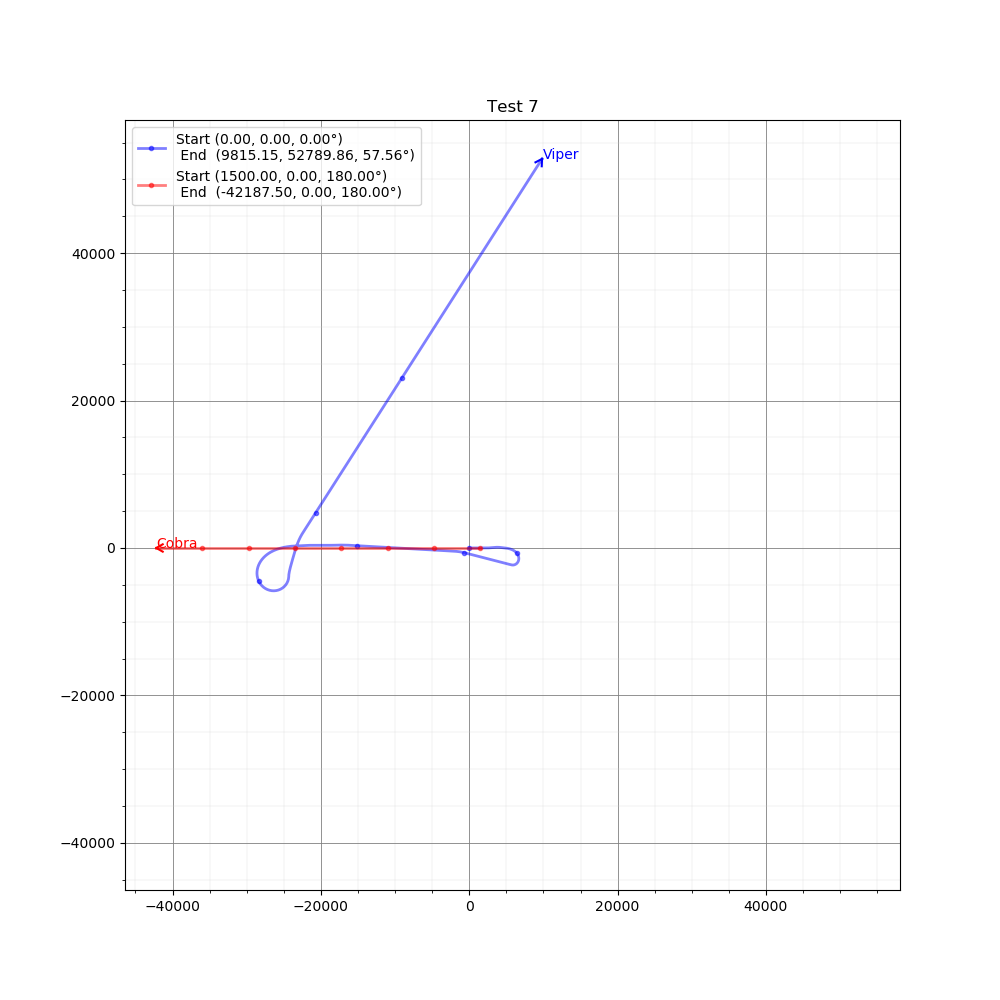 Test 7
Start (0.00, 0.00, 0.00°)
End (9815.15, 52789.86, 57.56°)
Start (1500.00, 0.00, 180.00°)
End (-42187.50, 0.00, 180.00°)
Viper
Cobra
40000
20000
0
−20000
−40000
−40000 −20000 0 20000 40000